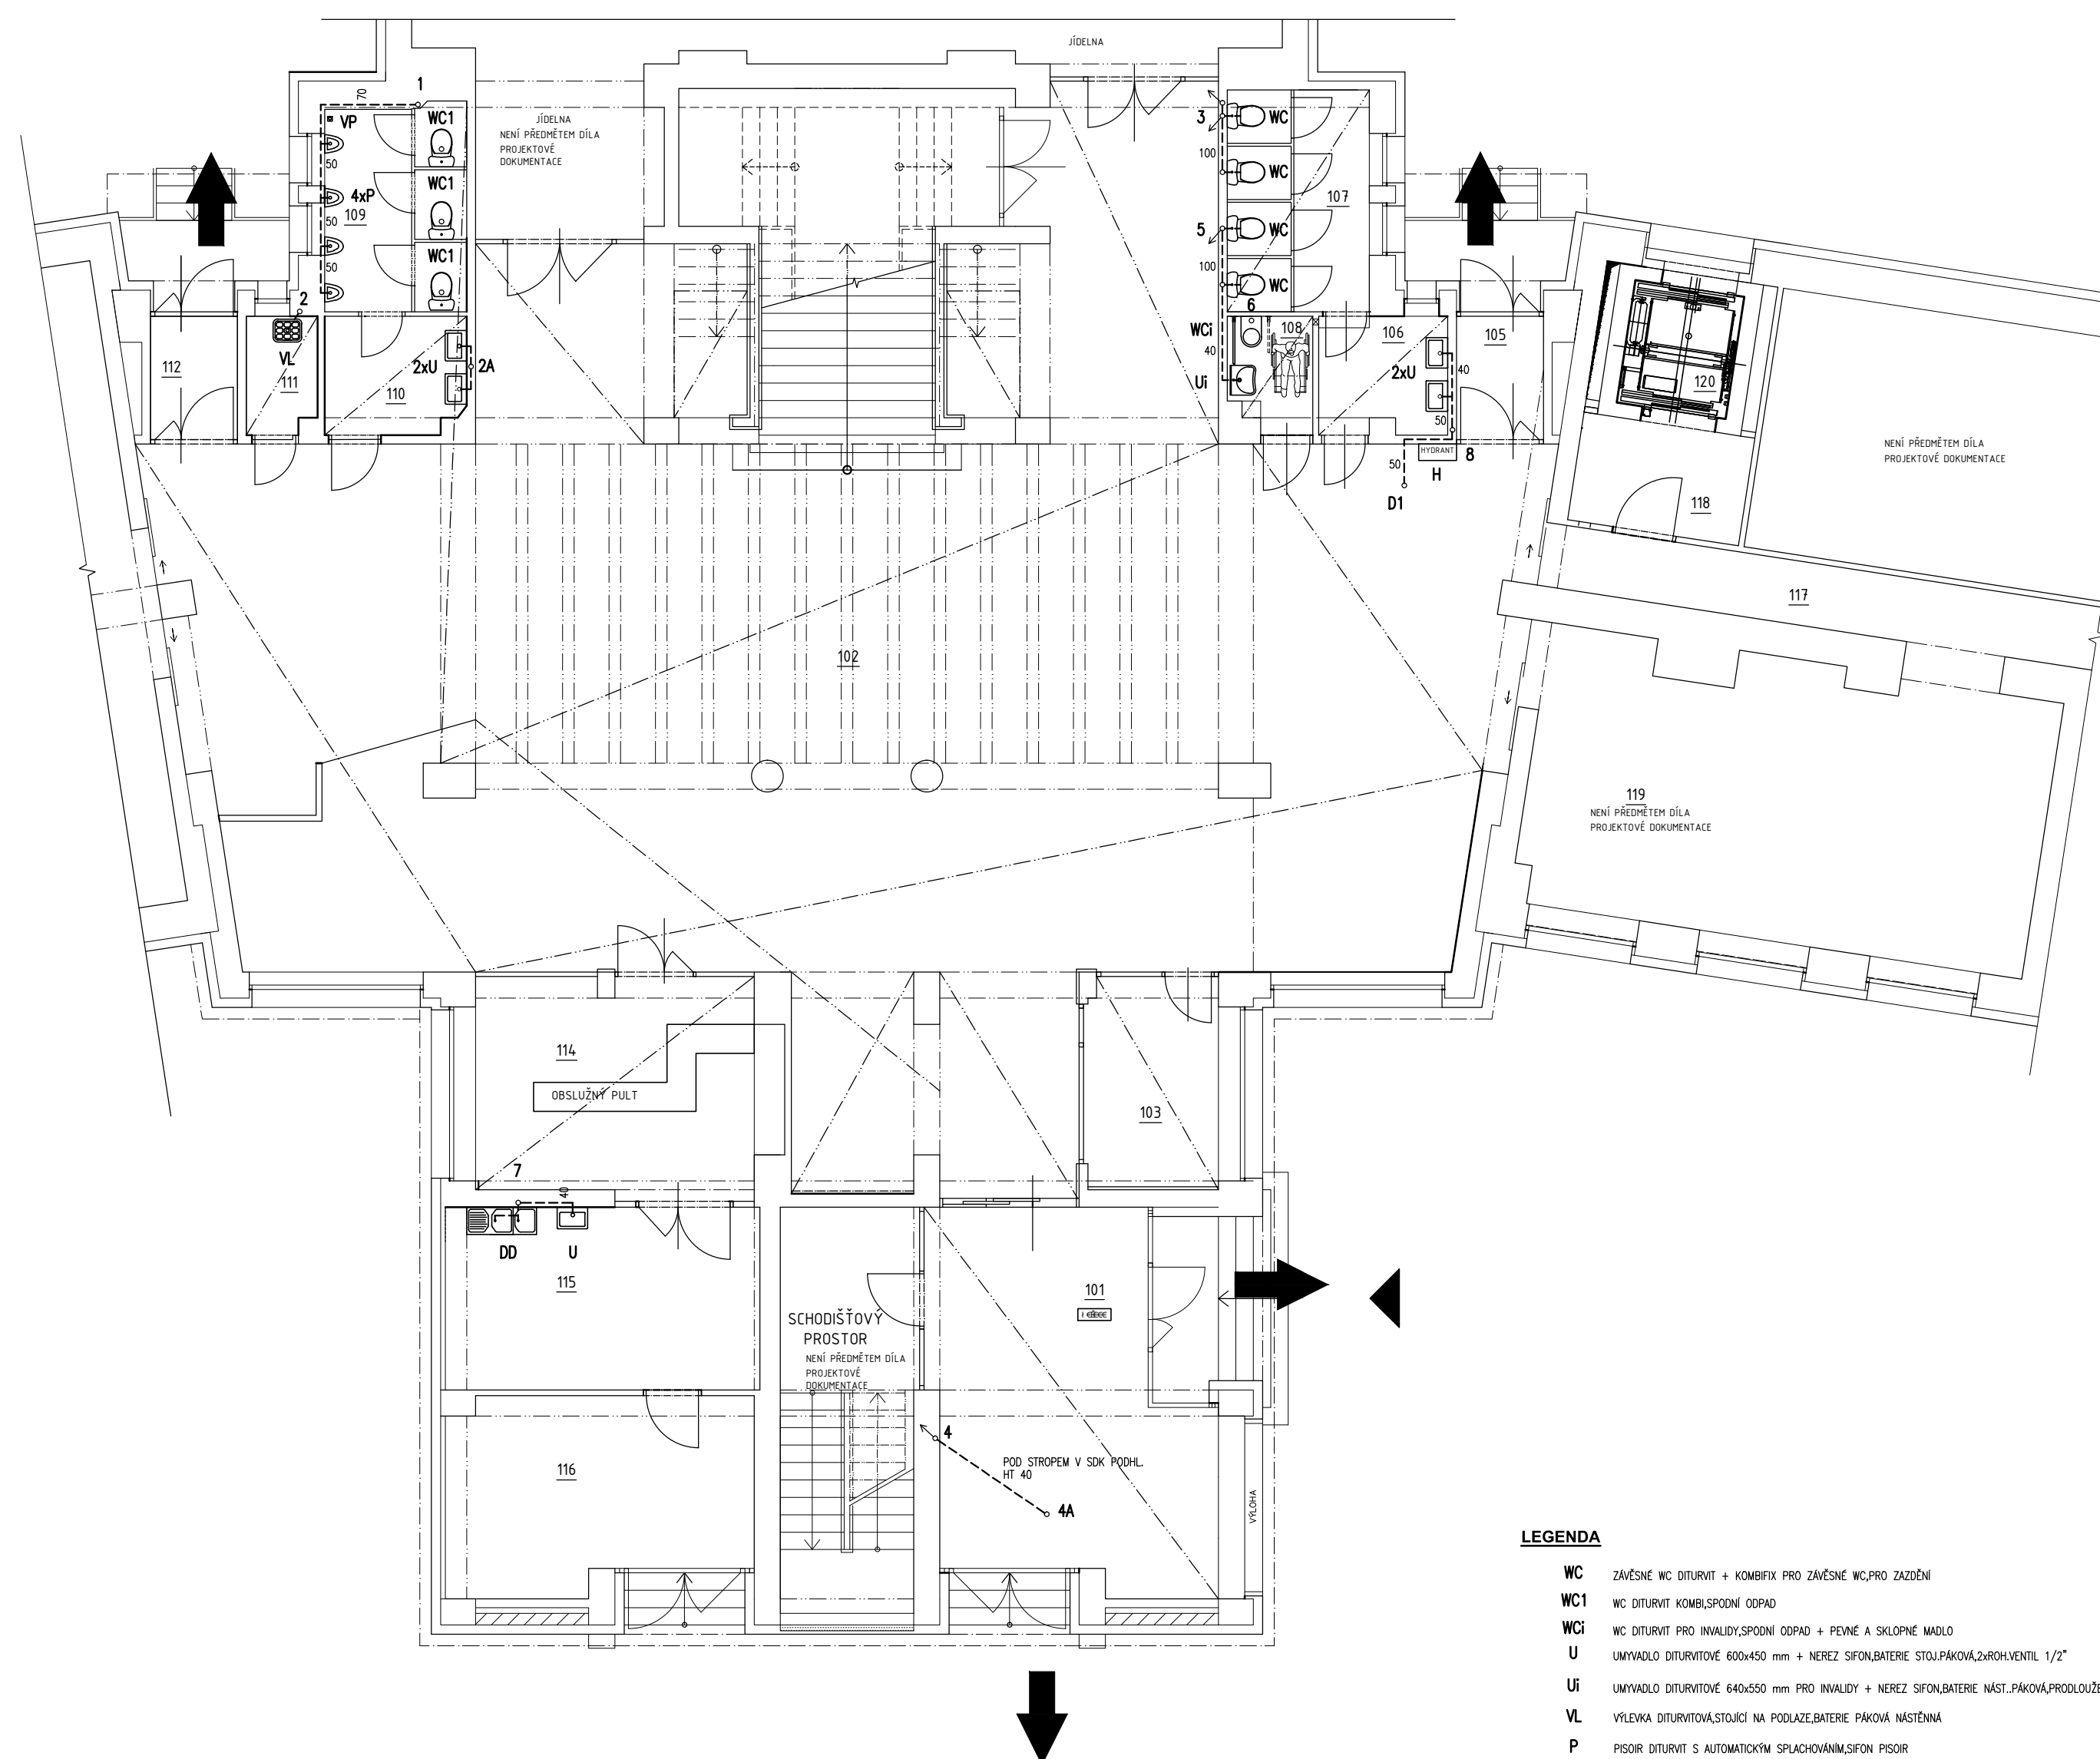 JÍDELNA
1
70
VP
WC1
JÍDELNA
NENÍ PŘEDMĚTEM DÍLA
PROJEKTOVÉ
DOKUMENTACE
3
WC
50
100
WC
WC1
4xP
109
107
50
5
WC
WC1
50
100
WC
2
6
WCi
108
106
105
40
VL
2xU
2A
112
111
110
Ui
2xU
40
120
50
HYDRANT
8
50
H
D1
NENÍ PŘEDMĚTEM DÍLA
PROJEKTOVÉ DOKUMENTACE
118
117
102
119
NENÍ PŘEDMĚTEM DÍLA
PROJEKTOVÉ DOKUMENTACE
114
OBSLUŽNÝ PULT
103
7
40
DD
U
115
101
SCHODIŠŤOVÝ
PROSTOR
NENÍ PŘEDMĚTEM DÍLA
PROJEKTOVÉ
DOKUMENTACE
4
116
POD STROPEM V SDK PODHL.
HT 40
4A
VÝLOHA
LEGENDA
WC ZÁVĚSNÉ WC DITURVIT + KOMBIFIX PRO ZÁVĚSNÉ WC,PRO ZAZDĚNÍ
WC1 WC DITURVIT KOMBI,SPODNÍ ODPAD
WCi WC DITURVIT PRO INVALIDY,SPODNÍ ODPAD + PEVNÉ A SKLOPNÉ MADLO
U UMYVADLO DITURVITOVÉ 600x450 mm + NEREZ SIFON,BATERIE STOJ.PÁKOVÁ,2xROH.VENTIL 1/2"
Ui UMYVADLO DITURVITOVÉ 640x550 mm PRO INVALIDY + NEREZ SIFON,BATERIE NÁST..PÁKOVÁ,PRODLOUŽE
VL VÝLEVKA DITURVITOVÁ,STOJÍCÍ NA PODLAZE,BATERIE PÁKOVÁ NÁSTĚNNÁ
P PISOIR DITURVIT S AUTOMATICKÝM SPLACHOVÁNÍM,SIFON PISOIR